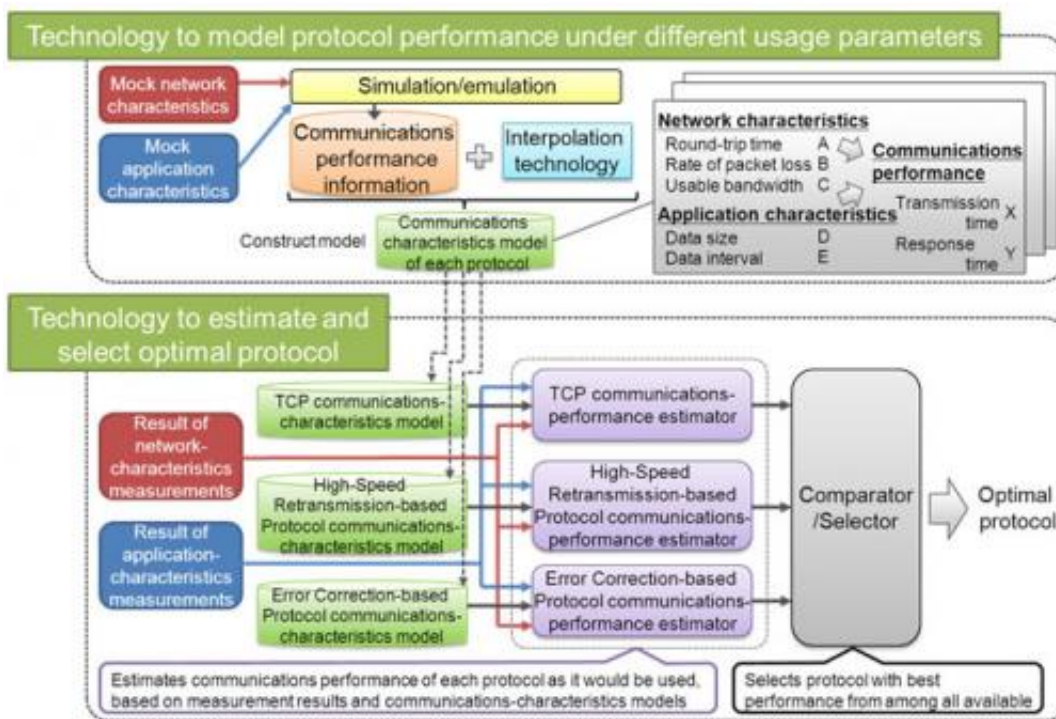 Technology to model protocol performance under different usage parameters
Mock network
characteristics
Simulation/emulation
Mock
application
characteristics
Communications
performance
information
Interpolation
technology
Construct model
Communications
characteristics model
of each protocol
Network characteristics
Round-trip time A
Rate of packet loss B
Usable bandwidth C
Communications
performance
Application characteristics
Data size D
Data interval E
Transmission
time X
Response
time Y
Technology to estimate and
select optimal protocol
Result of
network-
characteristics
measurements
Result of
application-
characteristics
measurements
TCP communications-
characteristic model
High-Speed
Retransmission-based
Protocol communications-
characteristic model
Error Correction-based
Protocol communications-
characteristics model
TCP communications-
performance estimator
High-Speed
Retransmission-based
Protocol communications-
performance estimator
Error Correction-based
Protocol communications-
performance estimator
Comparator
/Selector
Optimal
protocol
Estimates communications performance of each protocol as it would be used,
based on measurement results and communications-characteristics models
Selects protocol with best
performance from among all available